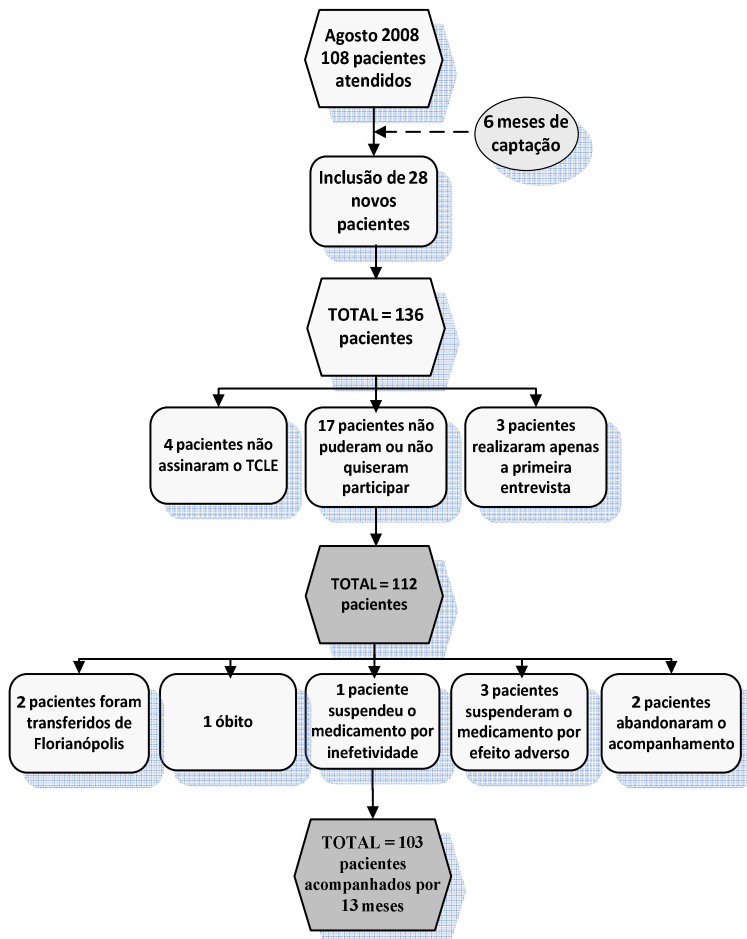 Agosto 2008
108 pacientes
atendidos
6 meses de
captação
Inclusão de 28
novos
pacientes
TOTAL = 136
pacientes
4 pacientes não
assinaram o TCLE
17 pacientes não
puderam ou não
quiseram
participar
3 pacientes
realizaram apenas
a primeira
entrevista
TOTAL = 112
pacientes
2 pacientes foram
transferidos de
Florianópolis
1 óbito
1 paciente
suspendeu o
medicamento por
inefetividade
3 pacientes
suspenderam o
medicamento por
efeito adverso
2 pacientes
abandonaram o
acompanhamento
TOTAL = 103
pacientes
acompanhados por
13 meses